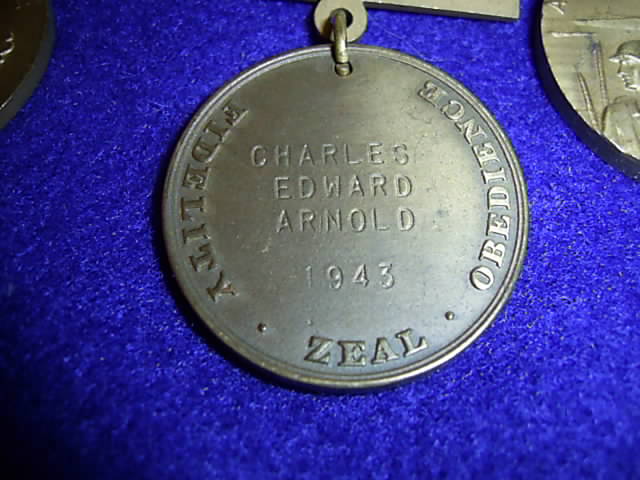 FIDELITY
ZEAL
OBEDIENCE
CHARLES
EDWARD
ARNOLD
1943